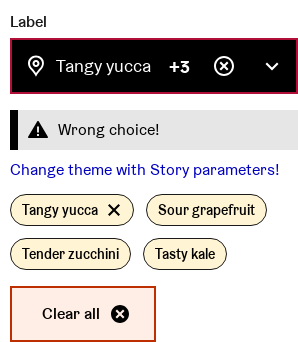 Label
Tangy yucca +3
Wrong choice!
Change theme with Story parameters!
Tangy yucca
Sour grapefruit
Tender zucchini
Tasty kale
Clear all